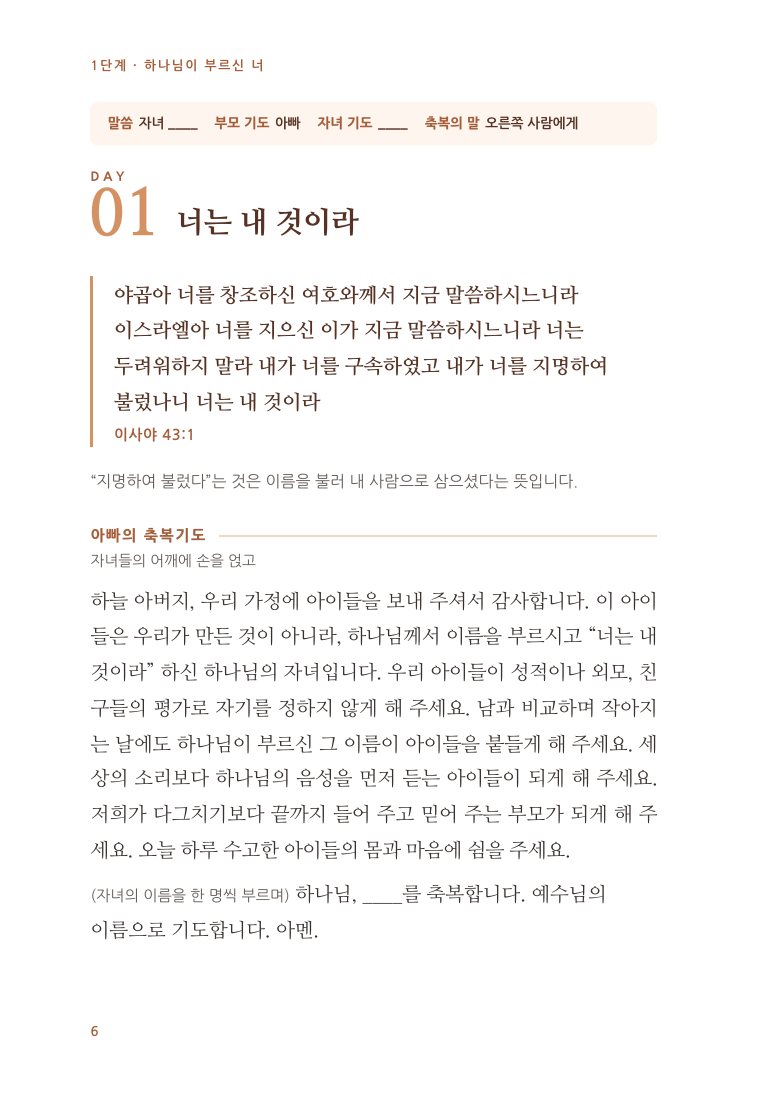 1단계 · 하나님이 부르신 너
말씀 자녀 ____ 부모 기도 아빠 자녀 기도 ____ 축복의 말 오른쪽 사람에게
DAY
01 너는 내 것이라
야곱아 너를 창조하신 여호와께서 지금 말씀하시느니라
이스라엘아 너를 지으신 이가 지금 말씀하시느니라 너는
두려워하지 말라 내가 너를 구속하였고 내가 너를 지명하여
불렀나니 너는 내 것이라
이사야 43:1
“지명하여 불렀다”는 것은 이름을 불러 내 사람으로 삼으셨다는 뜻입니다.
아빠의 축복기도
자녀들의 어깨에 손을 얹고
하늘 아버지, 우리 가정에 아이들을 보내 주셔서 감사합니다. 이 아이
들은 우리가 만든 것이 아니라, 하나님께서 이름을 부르시고 “너는 내
것이라” 하신 하나님의 자녀입니다. 우리 아이들이 성적이나 외모, 친
구들의 평가로 자기를 정하지 않게 해 주세요. 남과 비교하며 작아지
는 날에도 하나님이 부르신 그 이름이 아이들을 붙들게 해 주세요. 세
상의 소리보다 하나님의 음성을 먼저 듣는 아이들이 되게 해 주세요.
저희가 다그치기보다 끝까지 들어 주고 믿어 주는 부모가 되게 해 주
세요. 오늘 하루 수고한 아이들의 몸과 마음에 쉼을 주세요.
(자녀의 이름을 한 명씩 부르며) 하나님, ____를 축복합니다. 예수님의
이름으로 기도합니다. 아멘.
6